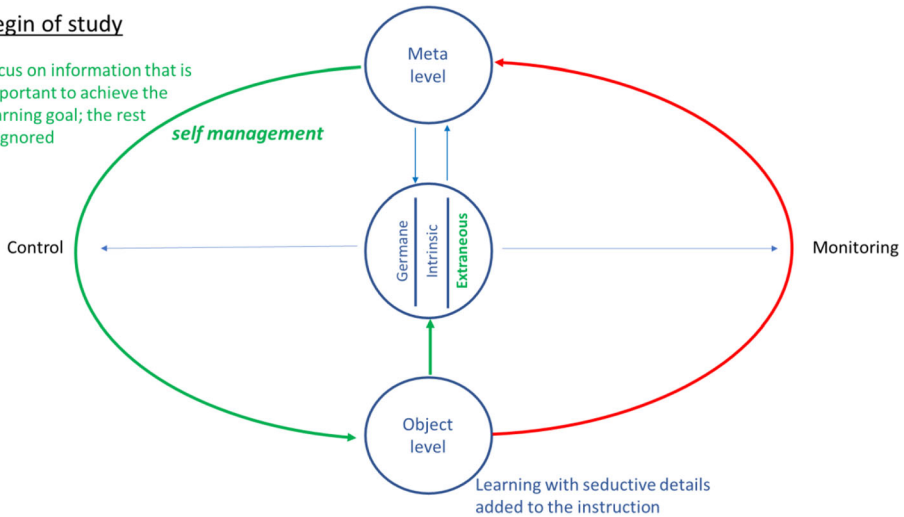 egin of study
cus on information that is
portant to achieve the
arning goal; the rest
gnored
self management
Meta
level
Control
Germane
Intrinsic
Extraneous
Monitoring
Object
level
Learning with seductive details
added to the instruction